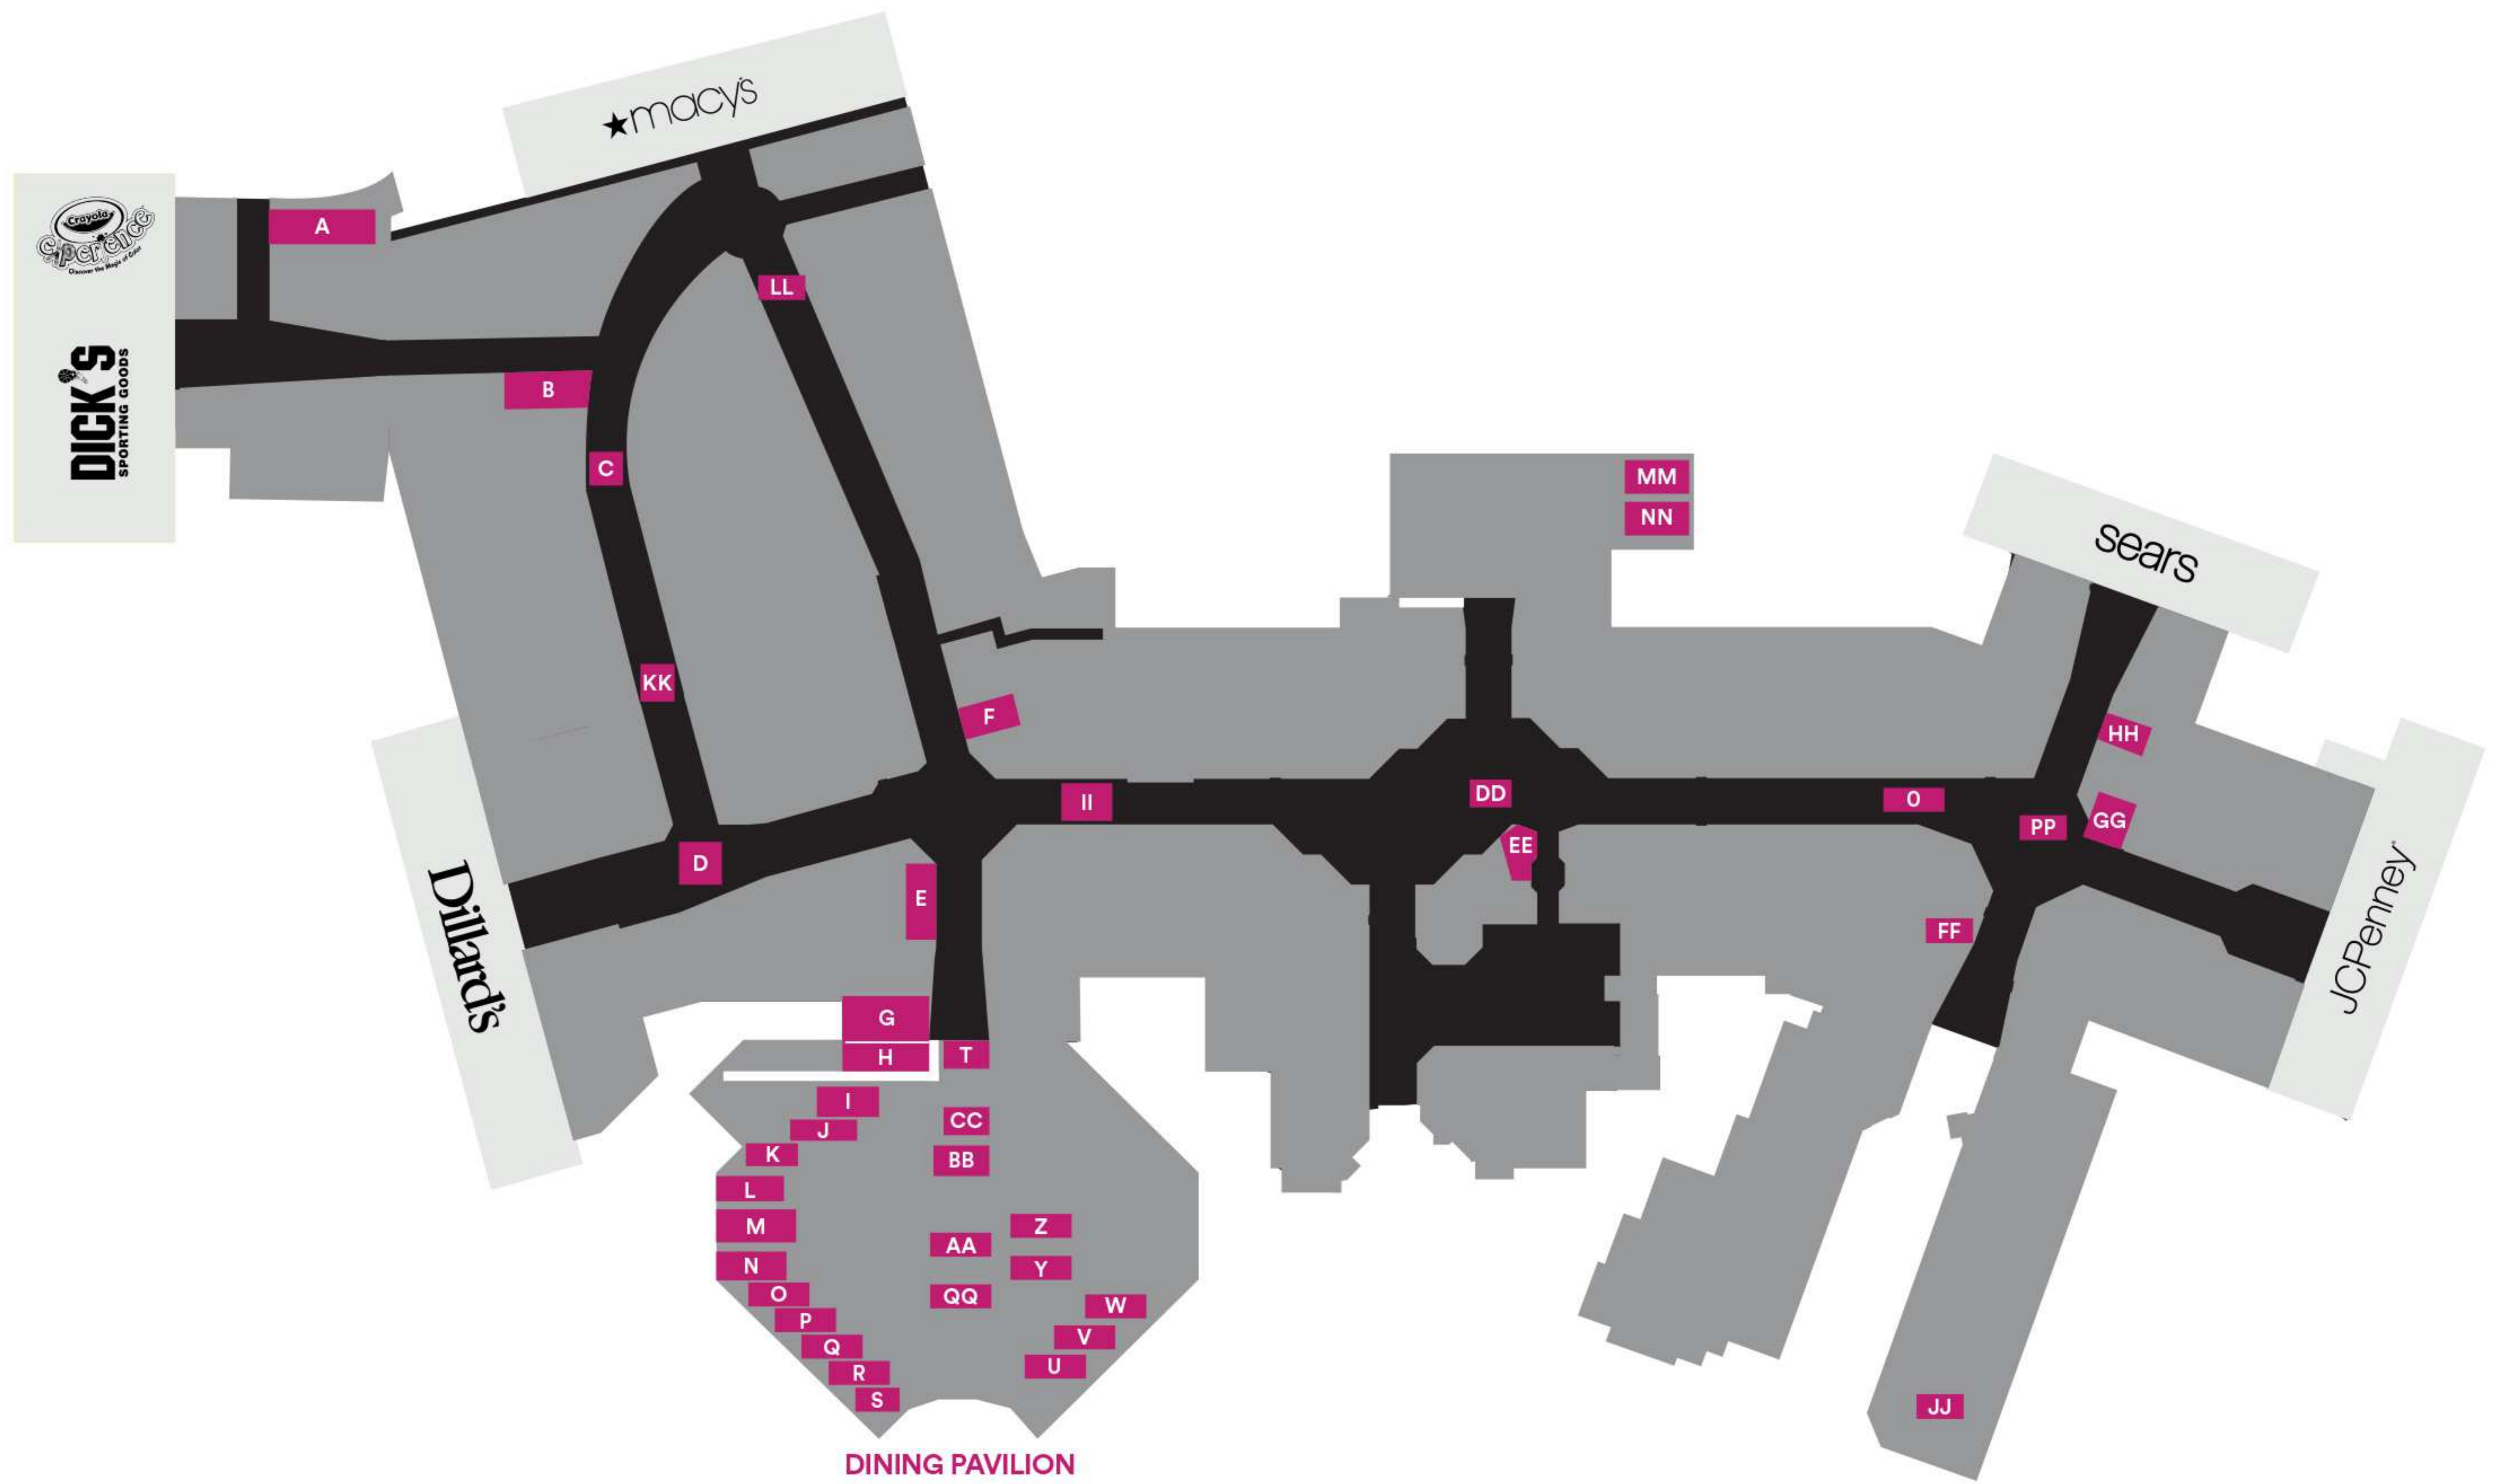 ★macy's
Crayola
experience
Discover the Magic of Color
A
LL
DICK'S
SPORTING GOODS
B
C
MM
NN
sears
KK
F
HH
II
DD
0
PP
GG
EE
D
E
FF
Dillard's
JCPenney
G
H
T
I
CC
J
K
BB
L
M
Z
AA
N
Y
O
QQ
W
P
V
Q
U
R
S
JJ
DINING PAVILION